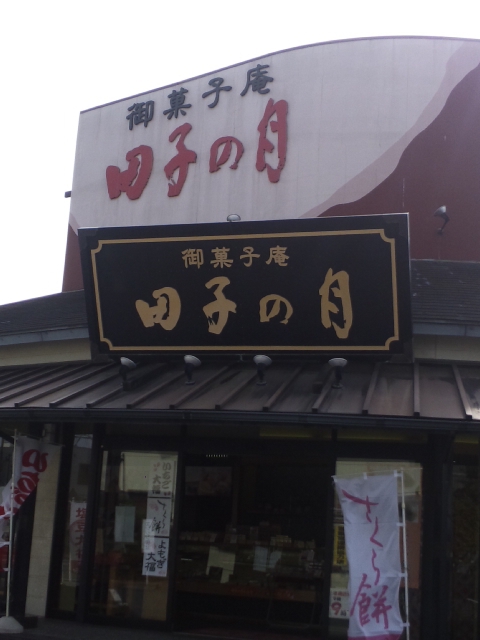 御菓子庵
田子の月
御菓子庵
田子の月
よもぎ
大福
さくら餅